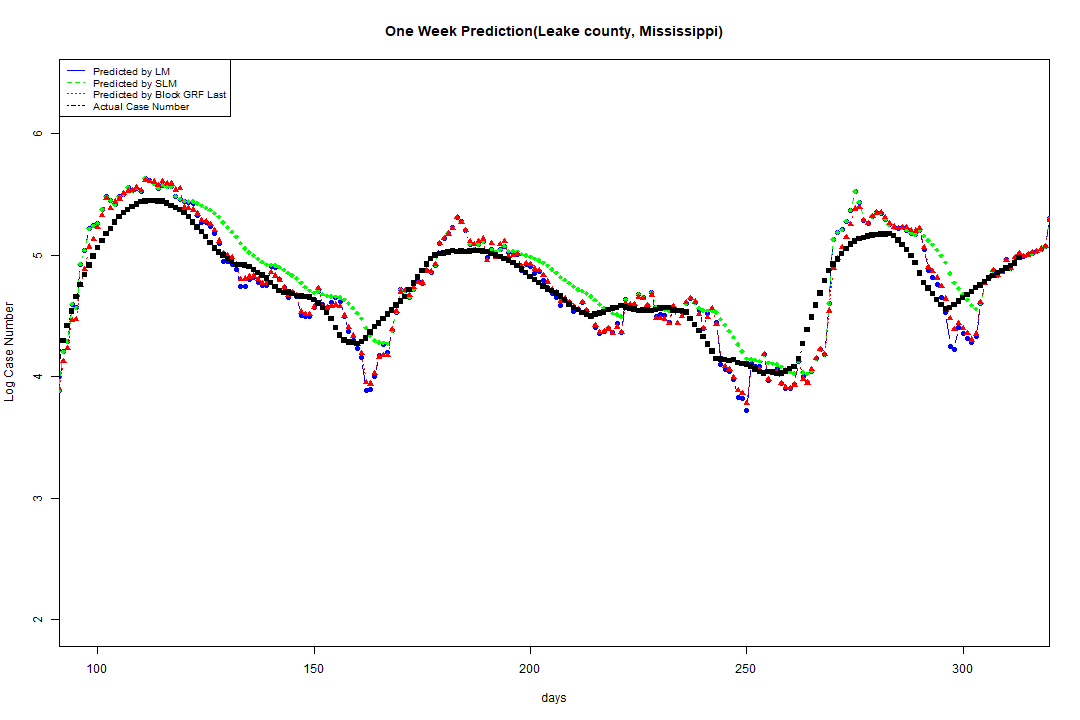 One Week Prediction(Leake county, Mississippi)
Predicted by LM
Predicted by SLM
Predicted by Block GRF Last
Actual Case Number
Log Case Number
6
5
4
3
2
100 150 200 250 300
days